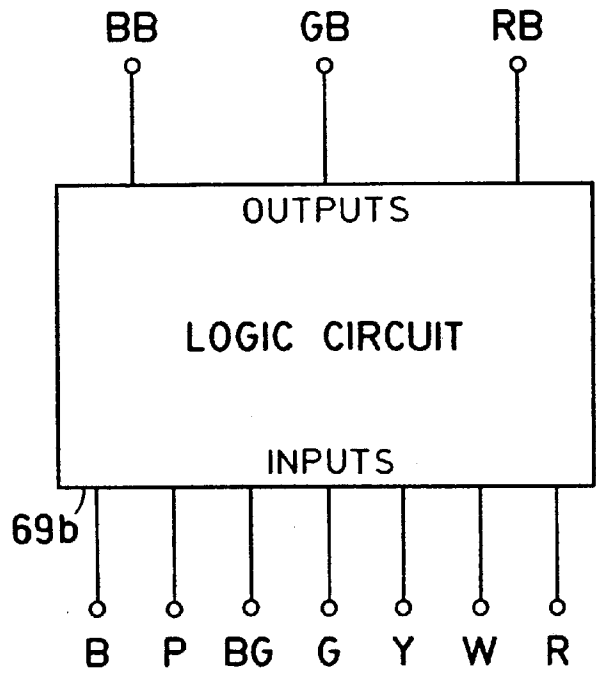 BB GB RB
OUTPUTS
LOGIC CIRCUIT
INPUTS
69b
B P BG G Y W R